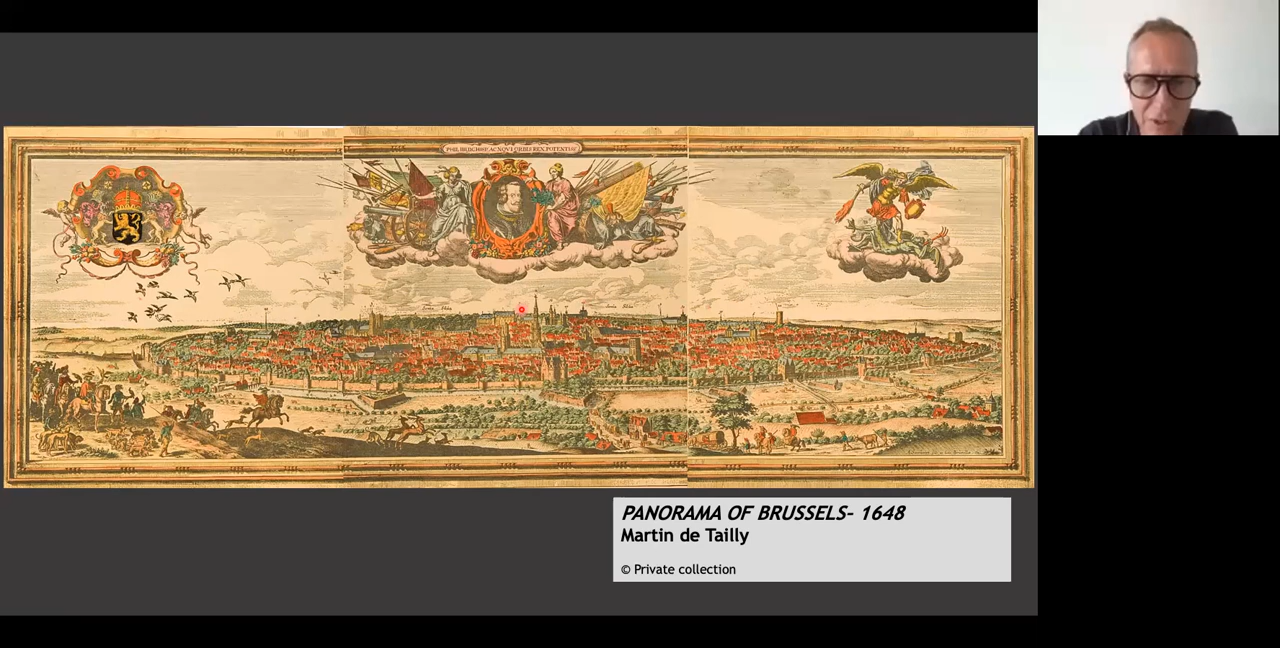 PANORAMA OF BRUSSELS- 1648
Martin de Tailly
© Private collection